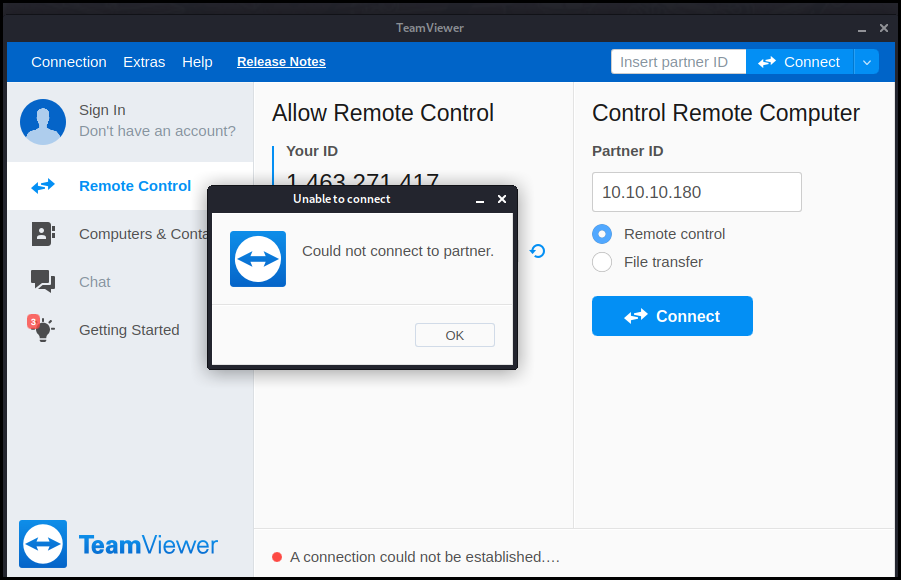 TeamViewer
Connection Extras Help Release Notes Insert partner ID Connect
Sign In
Don't have an account?
Remote Control
Computers & Conta
Chat
3
Getting Started
TeamViewer
Allow Remote Control
Your ID
1 463 271 417
Unable to connect
Could not connect to partner.
OK
Control Remote Computer
Partner ID
10.10.10.180
Remote control
File transfer
Connect
A connection could not be established....